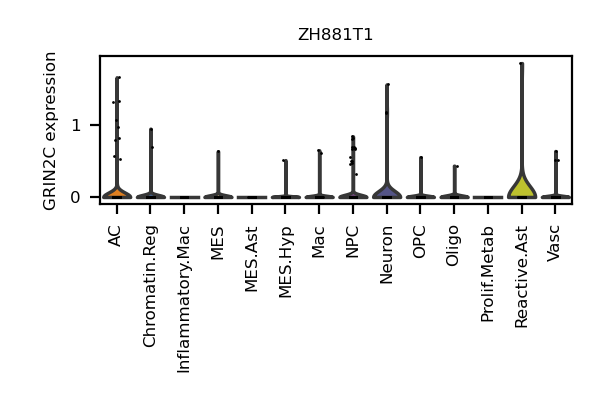 ZH881T1
GRIN2C expression
1
0
AC
Chromatin.Reg
Inflammatory.Mac
MES
MES.Ast
MES.Hyp
Mac
NPC
Neuron
OPC
Oligo
Prolif.Metab
Reactive.Ast
Vasc